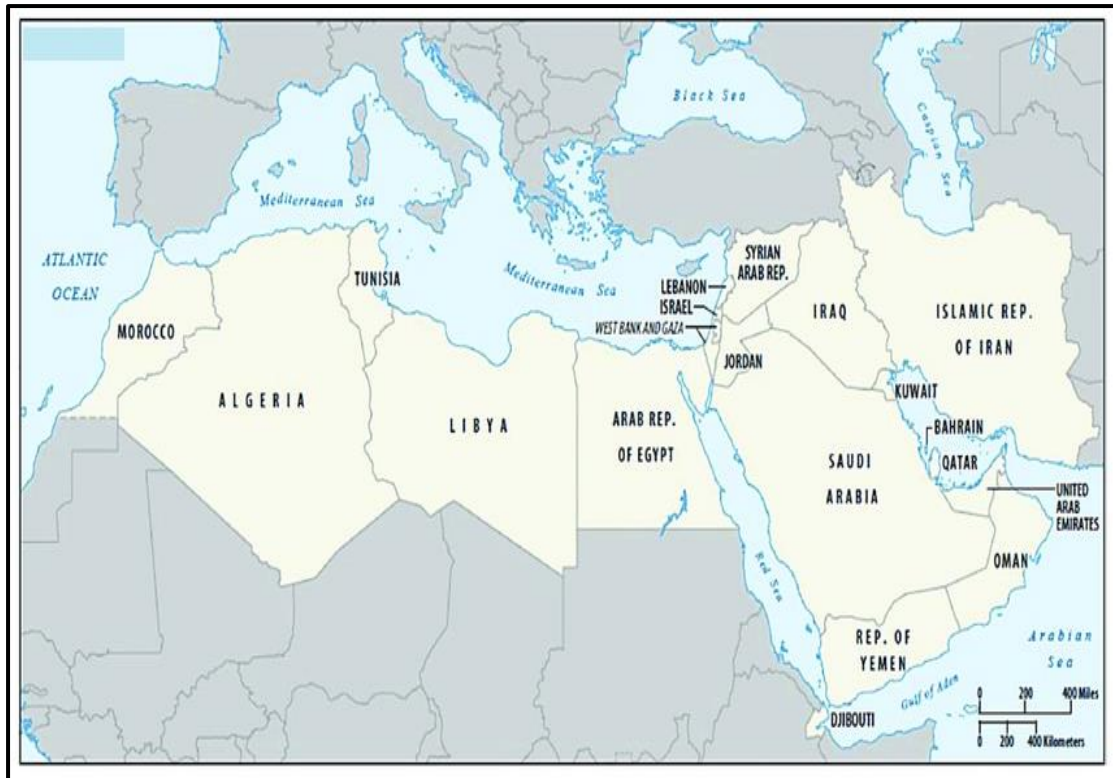 Black Sea
Caspian Sea
Mediterranean Sea
ATLANTIC
OCEAN
TUNISIA
Mediterranean Sea
LEBANON
ISRAEL
WEST BANK AND GAZA
SYRIAN
ARAB REP.
IRAQ
ISLAMIC REP.
OF IRAN
MOROCCO
ALGERIA
LIBYA
ARAB REP.
OF EGYPT
JORDAN
KUWAIT
BAHRAIN
QATAR
SAUDI
ARABIA
UNITED
ARAB
EMIRATES
OMAN
Red Sea
REP. OF
YEMEN
Arabian
Sea
Gulf of Aden
DJIBOUTI
0 200 400 Miles
0 200 400 Kilometers